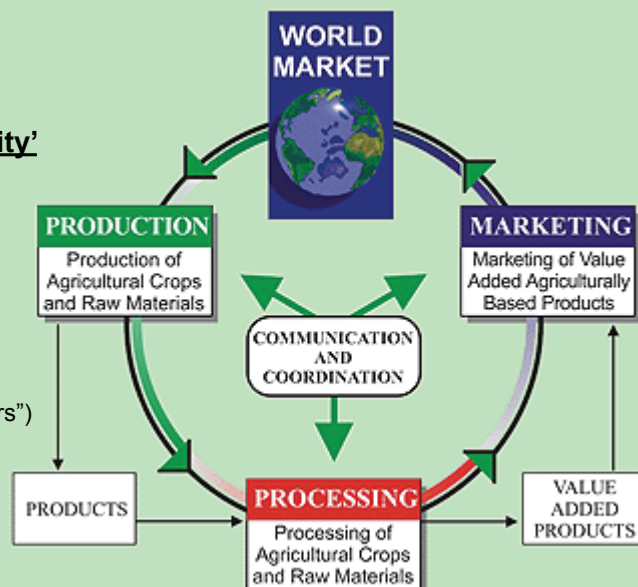 WORLD
MARKET
ity’
PRODUCTION
Production of
Agricultural Crops
and Raw Materials
MARKETING
Marketing of Value
Added Agriculturally
Based Products
COMMUNICATION
AND
COORDINATION
rs”)
PRODUCTS
PROCESSING
Processing of
Agricultural Crops
and Raw Materials
VALUE
ADDED
PRODUCTS